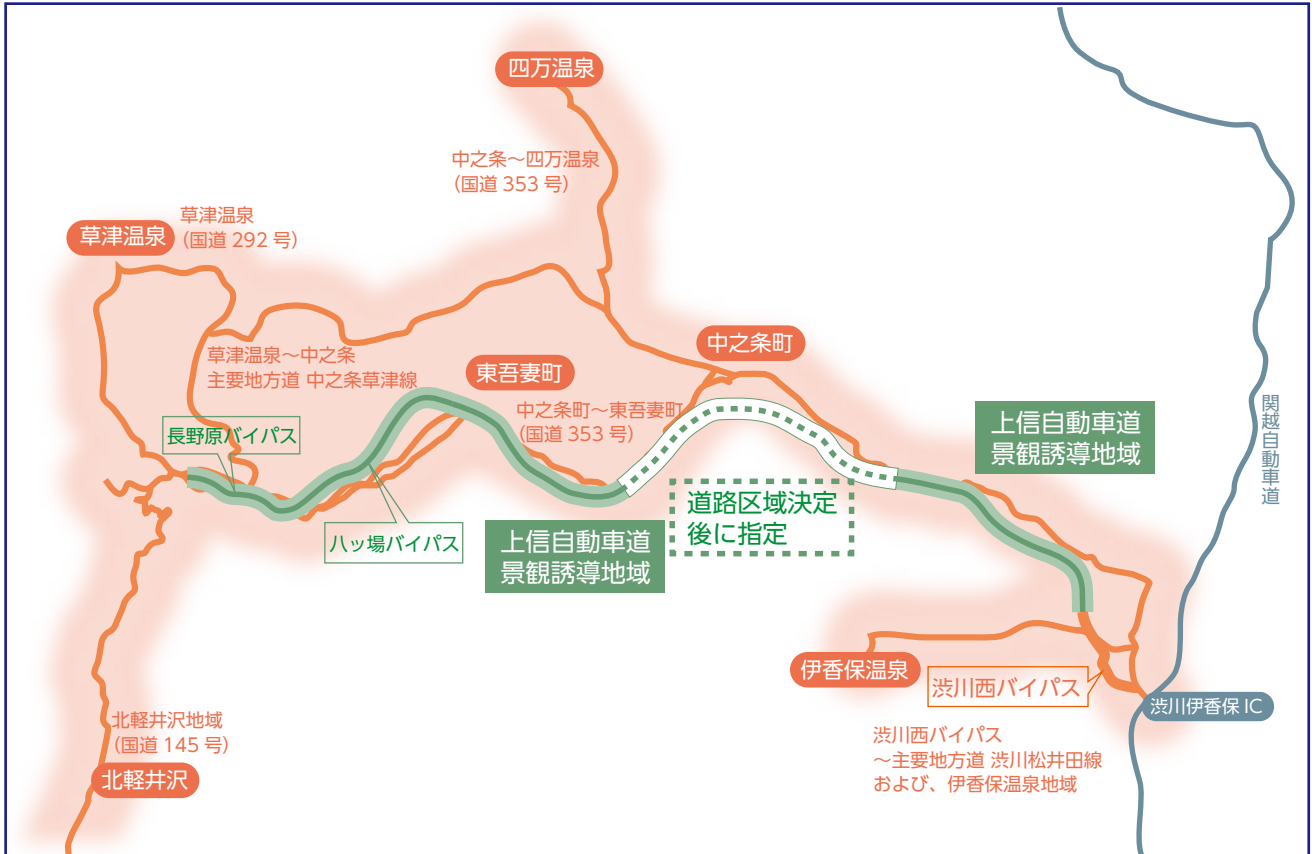 四万温泉
中之条～四万温泉
(国道 353 号)
草津温泉
草津温泉
(国道 292 号)
中之条町
草津温泉～中之条
主要地方道 中之条草津線
東吾妻町
中之条町～東吾妻町
(国道 353 号)
関越自動車道
上信自動車道
景観誘導地域
長野原バイパス
道路区域決定
後に指定
八ッ場バイパス
上信自動車道
景観誘導地域
伊香保温泉
渋川西バイパス
渋川伊香保 IC
北軽井沢地域
(国道 145 号)
北軽井沢
渋川西バイパス
～主要地方道 渋川松井田線
および、伊香保温泉地域